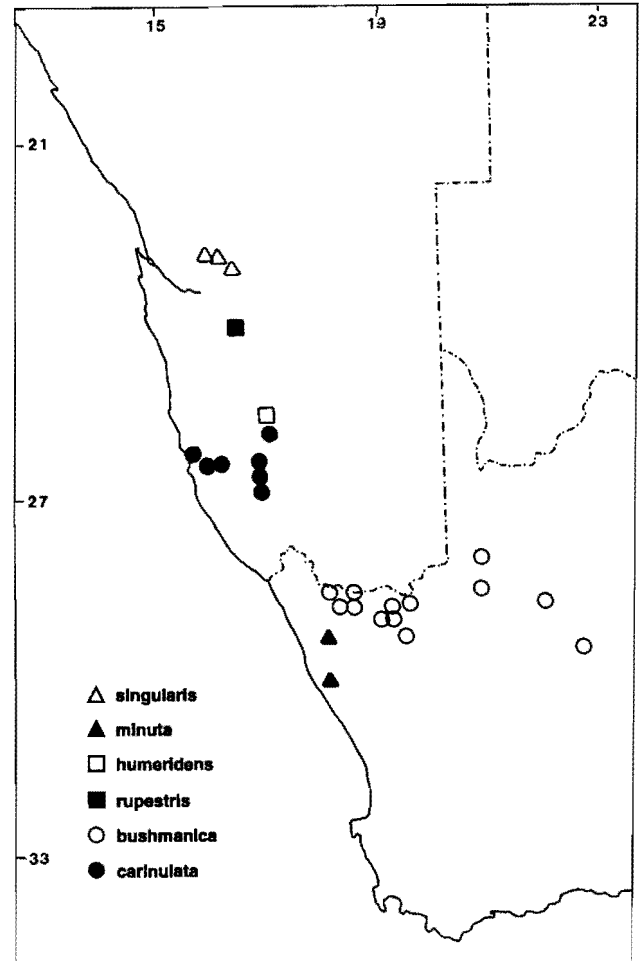 15 19 23
21
27
33
singularis
minuta
humeridens
rupestris
bushmanica
carinulata